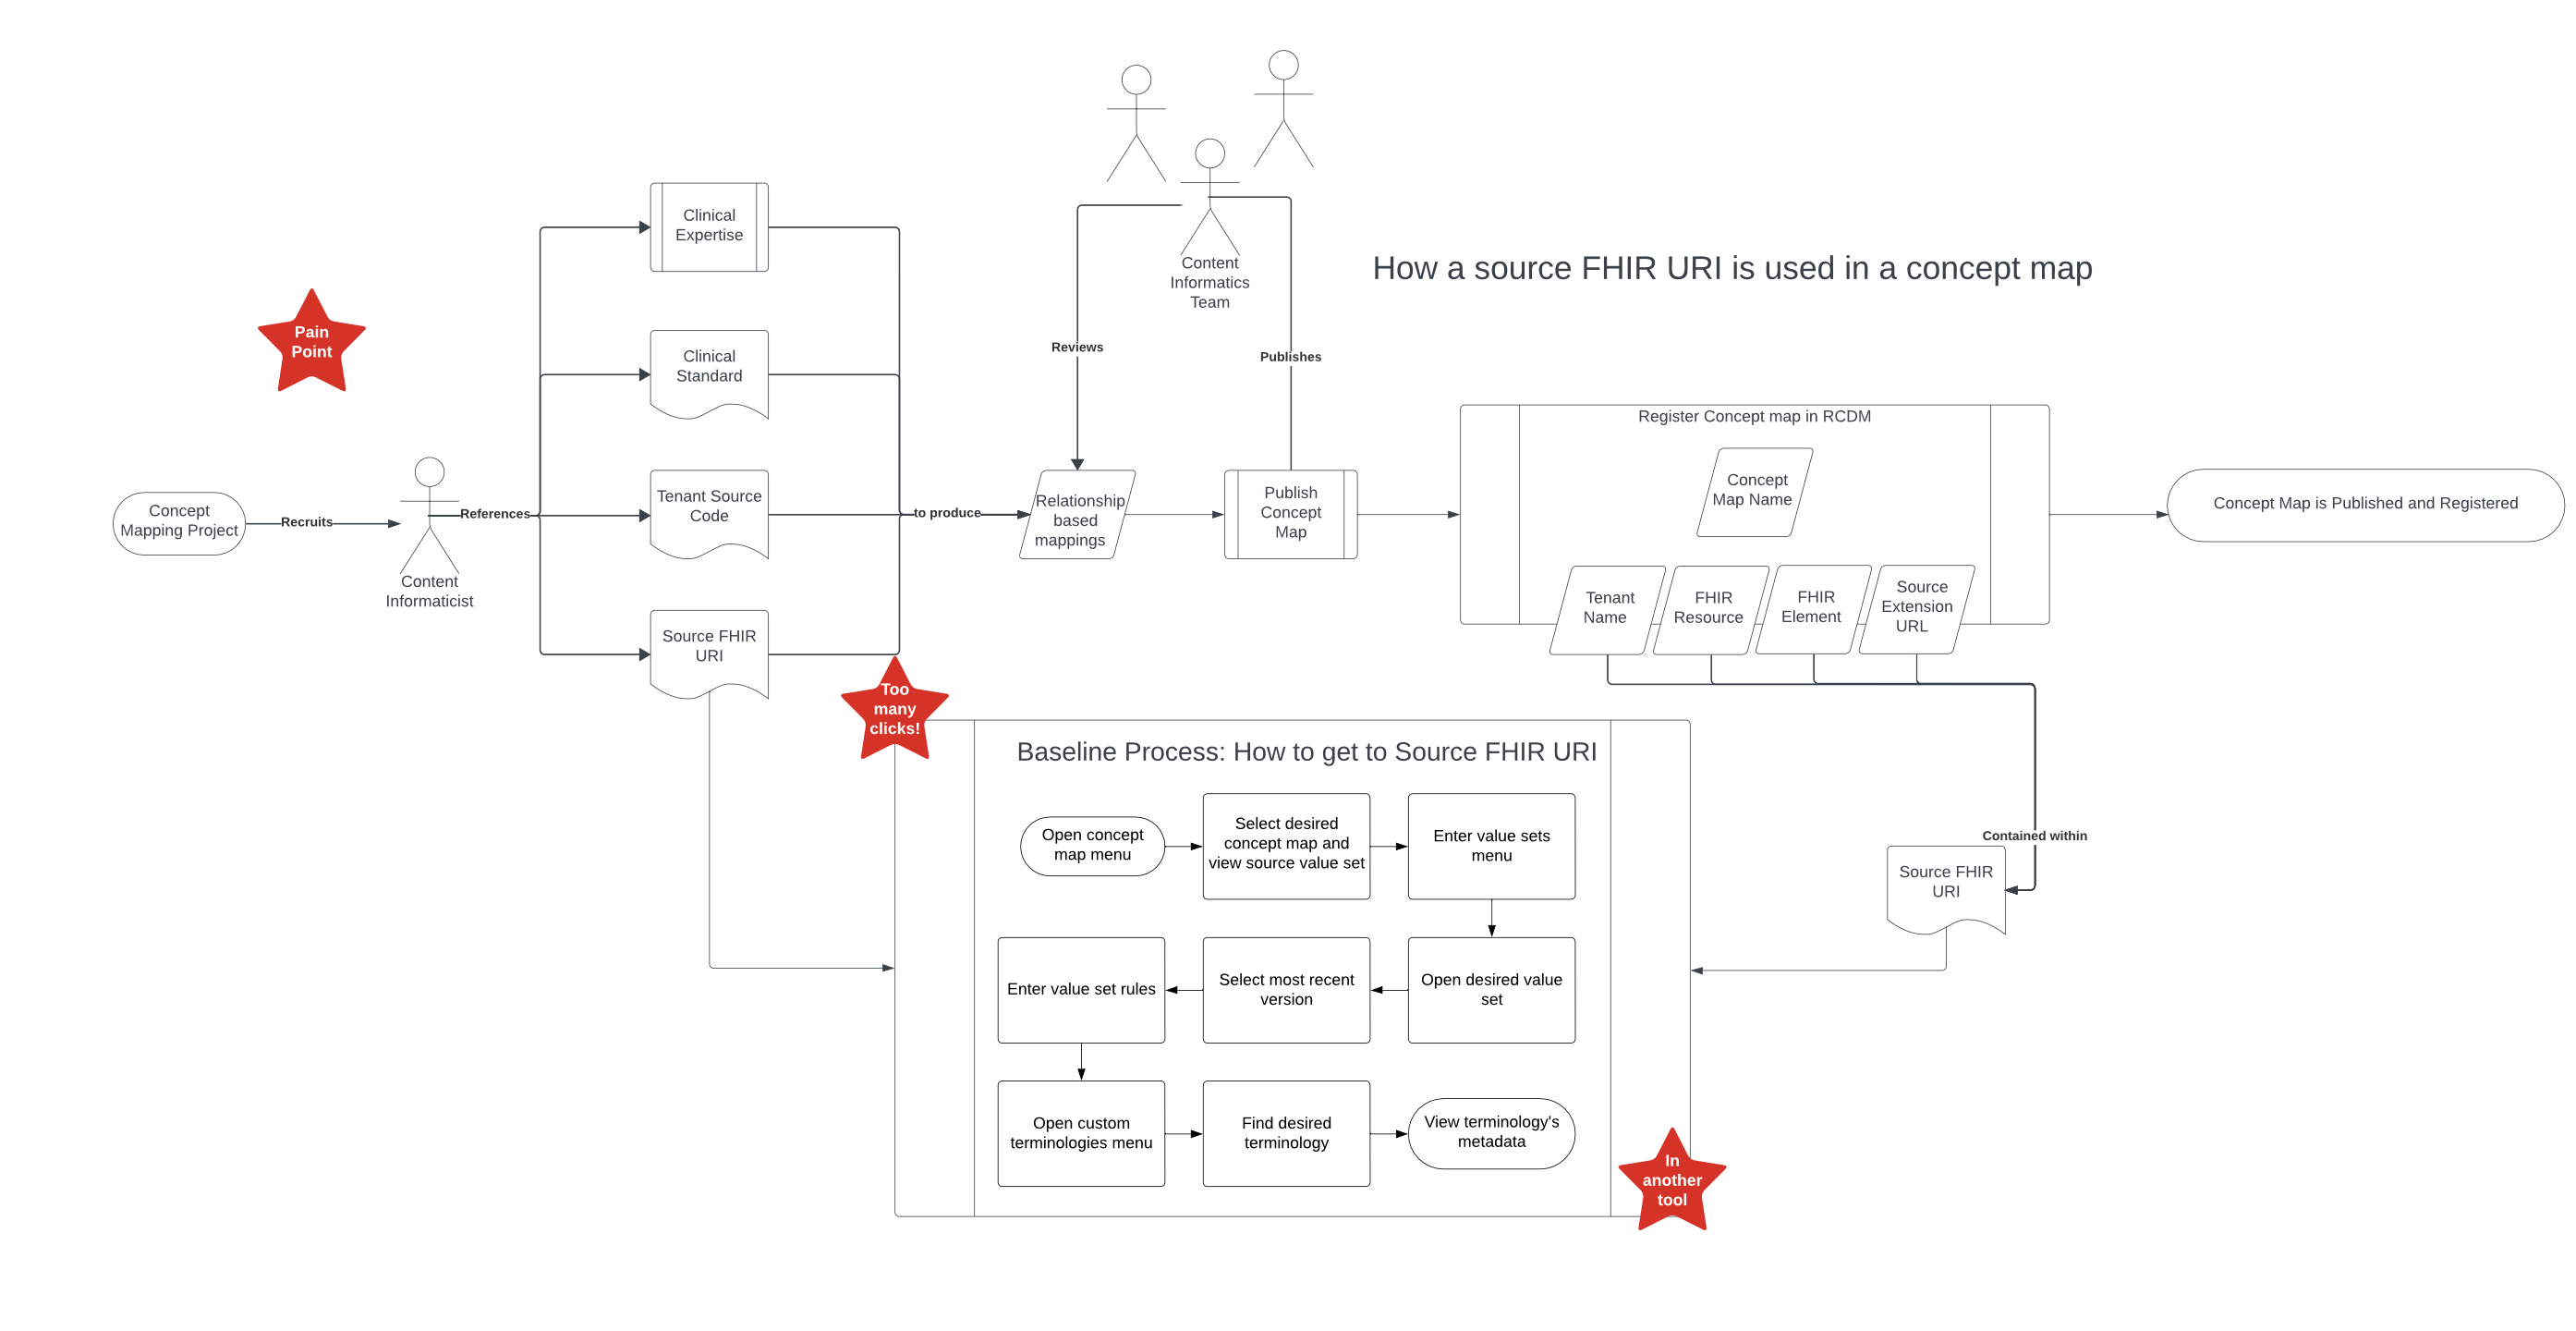 How a source FHIR URI is used in a concept map
Pain
Point
Concept
Mapping Project
Recruits
Content
Informaticist
References
Clinical
Expertise
Clinical
Standard
Tenant Source
Code
Source FHIR
URI
to produce
Relationship
based
mappings
Content
Informatics
Team
Reviews
Publishes
Publish
Concept
Map
Register Concept map in RCDM
Concept
Map Name
Tenant
Name
FHIR
Resource
FHIR
Element
Source
Extension
URL
Concept Map is Published and Registered
Contained within
Source FHIR
URI
Too
many
clicks!
Baseline Process: How to get to Source FHIR URI
Open concept
map menu
Select desired
concept map and
view source value set
Enter value sets
menu
Open desired value
set
Select most recent
version
Enter value set rules
Open custom
terminologies menu
Find desired
terminology
View terminology's
metadata
In
another
tool